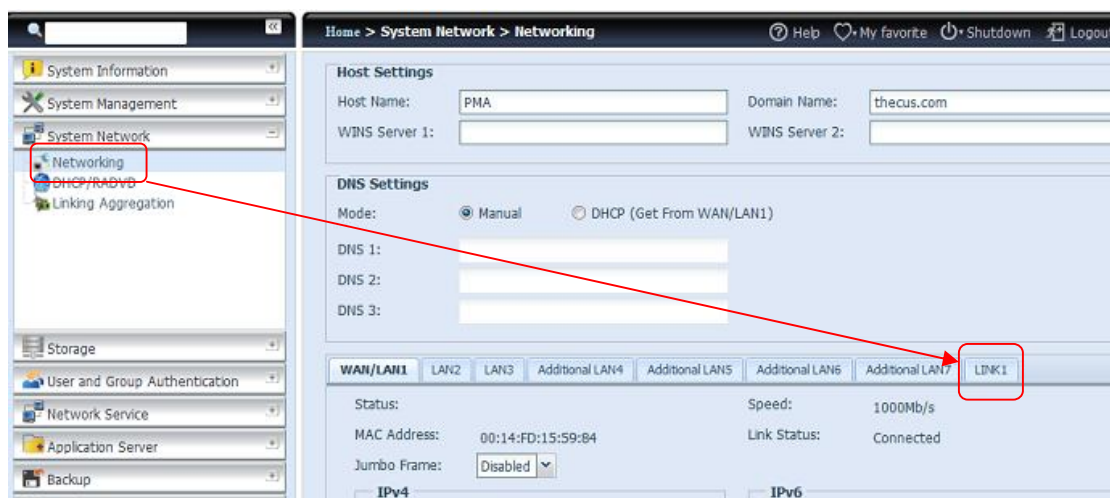 Home > System Network > Networking
Help My favorite Shutdown Logout
System Information
System Management
System Network
Networking
DHCP/RADVD
Linking Aggregation
Storage
User and Group Authentication
Network Service
Application Server
Backup
Host Settings
Host Name: PMA Domain Name: thecus.com
WINS Server 1: WINS Server 2:
DNS Settings
Mode: Manual DHCP (Get From WAN/LAN1)
DNS 1:
DNS 2:
DNS 3:
WAN/LAN1 LAN2 LAN3 Additional LAN4 Additional LAN5 Additional LAN6 Additional LAN7 LINK1
Status: Speed: 1000Mb/s
MAC Address: 00:14:FD:15:59:84 Link Status: Connected
Jumbo Frame: Disabled
IPv4 IPv6